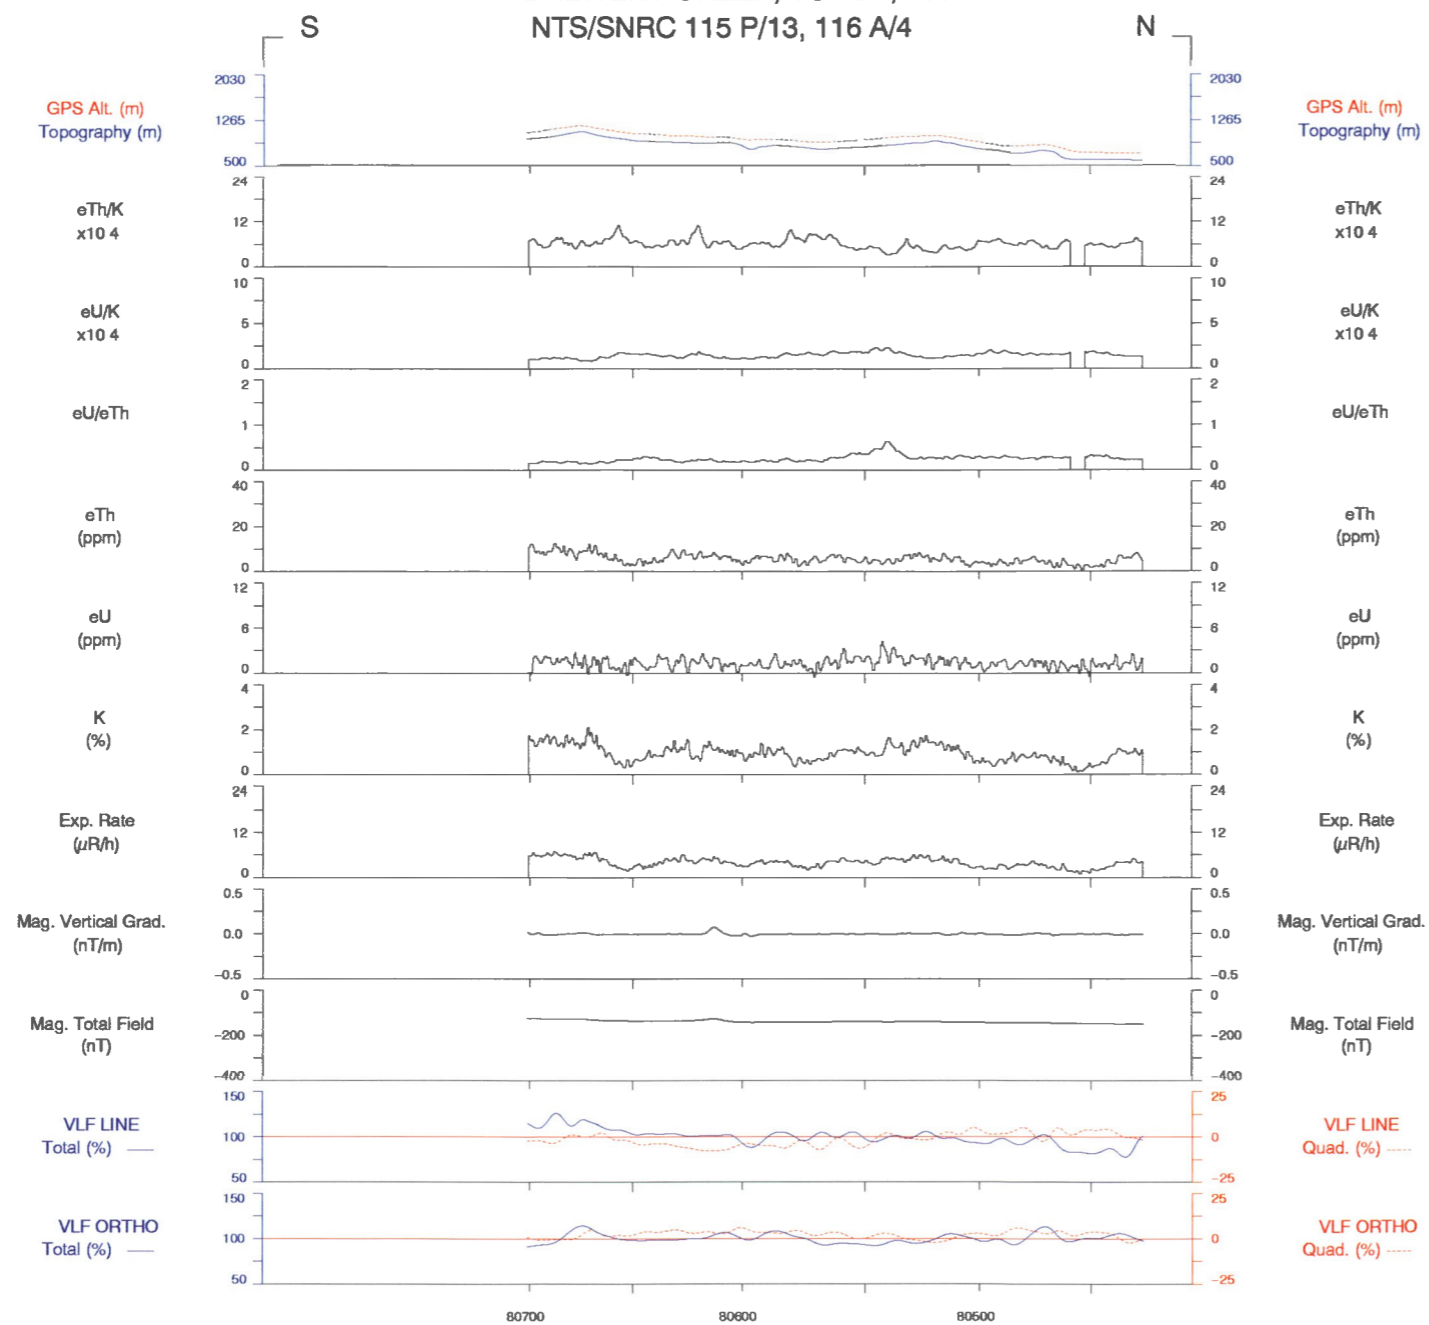 S NTS/SNRC 115 P/13, 116 A/4 N
GPS Alt. (m)
Topography (m)
2030
1265
500
2030
1265
500
GPS Alt. (m)
Topography (m)
eTh/K
x10 4
24
12
0
24
12
0
eTh/K
x10 4
eU/K
x10 4
10
5
0
10
5
0
eU/K
x10 4
eU/eTh
2
1
0
2
1
0
eU/eTh
eTh
(ppm)
40
20
0
40
20
0
eTh
(ppm)
eU
(ppm)
12
6
0
12
6
0
eU
(ppm)
K
(%)
4
2
0
4
2
0
K
(%)
Exp. Rate
(µR/h)
24
12
0
24
12
0
Exp. Rate
(µR/h)
Mag. Vertical Grad.
(nT/m)
0.5
0.0
-0.5
0.5
0.0
-0.5
Mag. Vertical Grad.
(nT/m)
Mag. Total Field
(nT)
0
-200
-400
0
-200
-400
Mag. Total Field
(nT)
VLF LINE
Total (%)
150
100
50
25
0
-25
VLF LINE
Quad. (%)
VLF ORTHO
Total (%)
150
100
50
25
0
-25
VLF ORTHO
Quad. (%)
80700 80600 80500